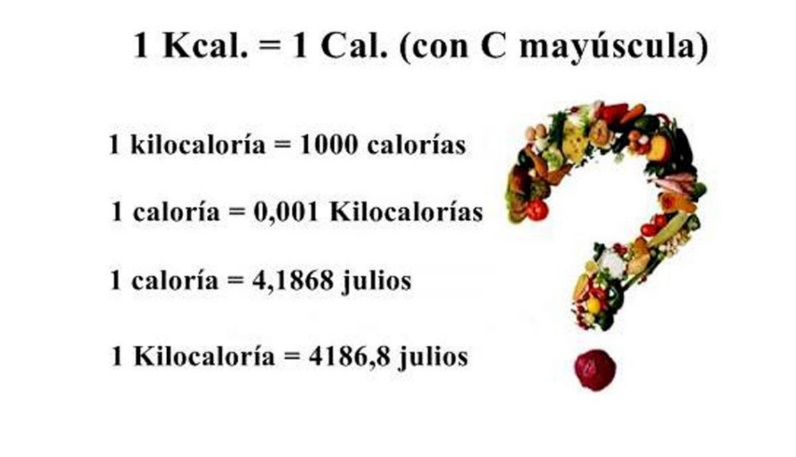 1 Kcal. = 1 Cal. (con C mayúscula)
1 kilocaloría = 1000 calorías
1 caloría = 0,001 Kilocalorías
1 caloría = 4,1868 julios
1 Kilocaloría = 4186,8 julios